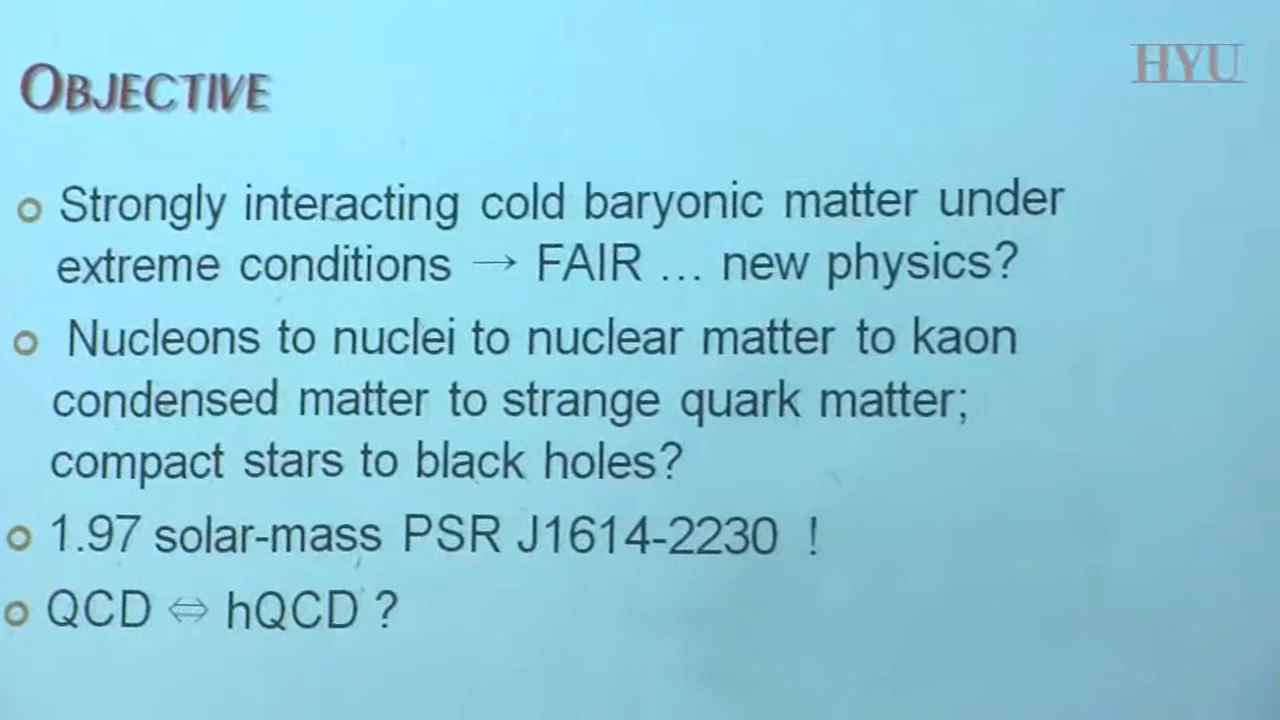 OBJECTIVE
HYU
Strongly interacting cold baryonic matter under
extreme conditions → FAIR ... new physics?
Nucleons to nuclei to nuclear matter to kaon
condensed matter to strange quark matter;
compact stars to black holes?
1.97 solar-mass PSR J1614-2230 !
QCD ⇔ hQCD ?